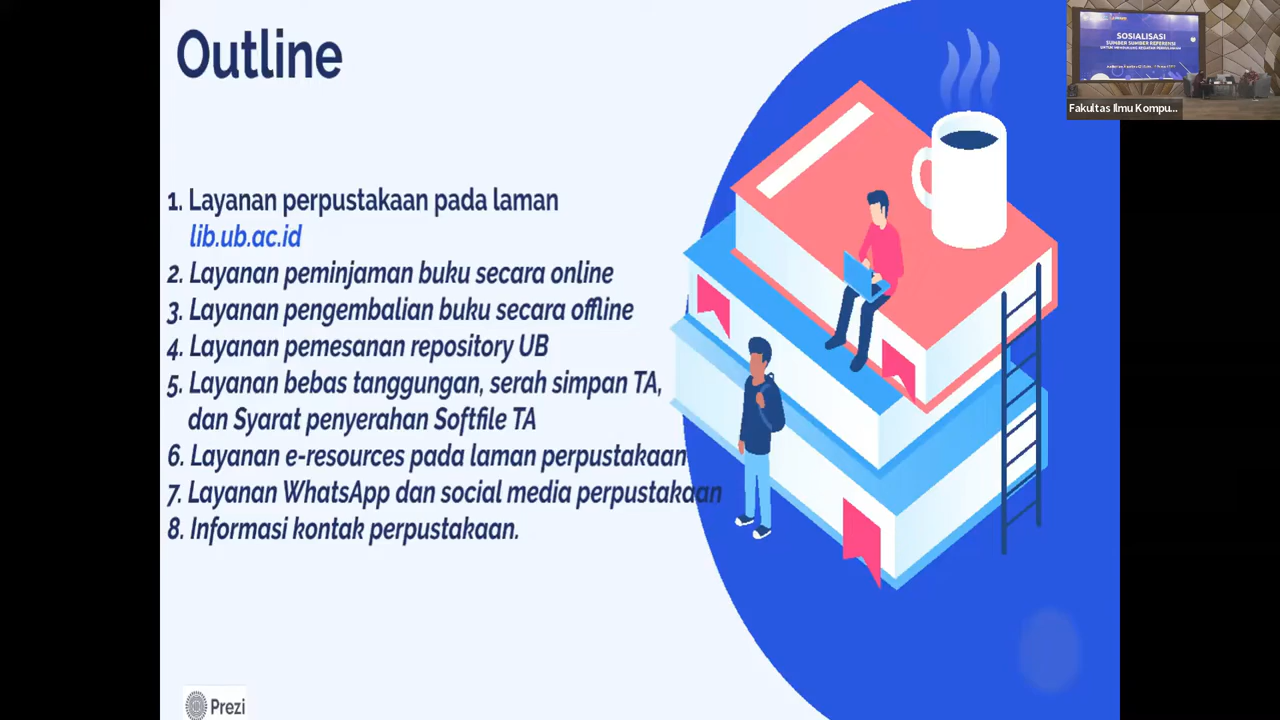 Outline
1. Layanan perpustakaan pada laman
lib.ub.ac.id
2. Layanan peminjaman buku secara online
3. Layanan pengembalian buku secara offline
4. Layanan pemesanan repository UB
5. Layanan bebas tanggungan, serah simpan TA,
dan Syarat penyerahan Softfile TA
6. Layanan e-resources pada laman perpustakaan
7. Layanan WhatsApp dan social media perpustakaan
8. Informasi kontak perpustakaan.
Prezi
SOSIALISASI
SUMBER SUMBER REFERENSI
Fakultas Ilmu Kompu...